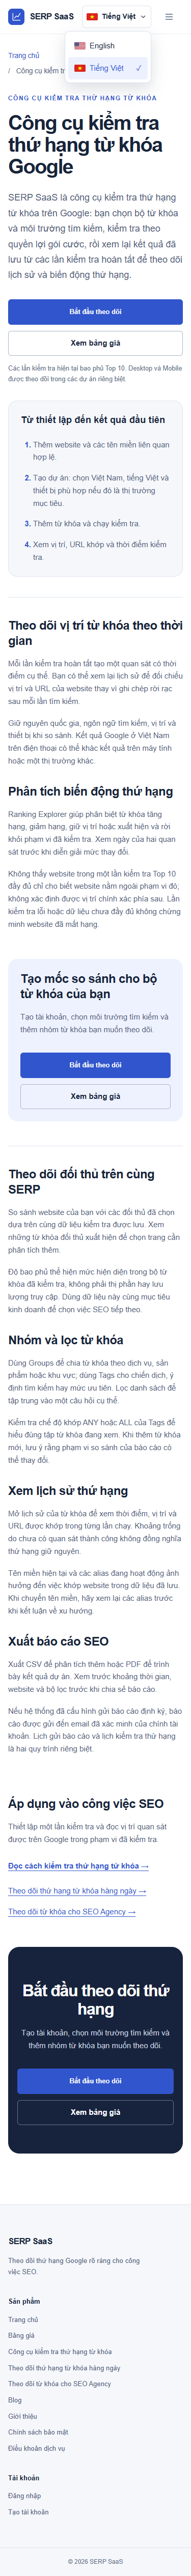 SERP SaaS
Tiếng Việt
English
Tiếng Việt
Trang chủ
/ Công cụ kiểm tr
CÔNG CỤ KIỂM TRA THỨ HẠNG TỪ KHÓA
Công cụ kiểm tra
thứ hạng từ khóa
Google
SERP SaaS là công cụ kiểm tra thứ hạng
từ khóa trên Google: bạn chọn bộ từ khóa
và môi trường tìm kiếm, kiểm tra theo
quyền lợi gói cước, rồi xem lại kết quả đã
lưu từ các lần kiểm tra hoàn tất để theo dõi
lịch sử và biến động thứ hạng.
Bắt đầu theo dõi
Xem bảng giá
Các lần kiểm tra hiện tại bao phủ Top 10. Desktop và Mobile
được theo dõi trong các dự án riêng biệt.
Từ thiết lập đến kết quả đầu tiên
1. Thêm website và các tên miền liên quan
hợp lệ.
2. Tạo dự án: chọn Việt Nam, tiếng Việt và
thiết bị phù hợp nếu đó là thị trường
mục tiêu.
3. Thêm từ khóa và chạy kiểm tra.
4. Xem vị trí, URL khớp và thời điểm kiểm
tra.
Theo dõi vị trí từ khóa theo thời
gian
Mỗi lần kiểm tra hoàn tất tạo một quan sát có thời
điểm cụ thể. Bạn có thể xem lại lịch sử để đối chiếu
vị trí và URL của website thay vì ghi chép rời rạc
sau mỗi lần tìm kiếm.
Giữ nguyên quốc gia, ngôn ngữ tìm kiếm, vị trí và
thiết bị khi so sánh. Kết quả Google ở Việt Nam
trên điện thoại có thể khác kết quả trên máy tính
hoặc một thị trường khác.
Phân tích biến động thứ hạng
Ranking Explorer giúp phân biệt từ khóa tăng
hạng, giảm hạng, giữ vị trí hoặc xuất hiện và rời
khỏi phạm vi đã kiểm tra. Xem ngày của hai quan
sát trước khi diễn giải mức thay đổi.
Không thấy website trong một lần kiểm tra Top 10
đầy đủ chỉ cho biết website nằm ngoài phạm vi đó;
không xác định được vị trí chính xác phía sau. Lần
kiểm tra lỗi hoặc dữ liệu chưa đầy đủ không chứng
minh website đã mất hạng.
Tạo mốc so sánh cho bộ
từ khóa của bạn
Tạo tài khoản, chọn môi trường tìm kiếm và
thêm nhóm từ khóa bạn muốn theo dõi.
Bắt đầu theo dõi
Xem bảng giá
Theo dõi đối thủ trên cùng
SERP
So sánh website của bạn với các đối thủ đã chọn
dựa trên cùng dữ liệu kiểm tra được lưu. Xem
những từ khóa đối thủ xuất hiện để chọn trang cần
phân tích thêm.
Độ bao phủ thể hiện mức hiện diện trong bộ từ
khóa đã kiểm tra, không phải thị phần hay lưu
lượng truy cập. Dùng dữ liệu này cùng mục tiêu
kinh doanh để chọn việc SEO tiếp theo.
Nhóm và lọc từ khóa
Dùng Groups để chia từ khóa theo dịch vụ, sản
phẩm hoặc khu vực; dùng Tags cho chiến dịch, ý
định tìm kiếm hay mức ưu tiên. Lọc danh sách để
tập trung vào một câu hỏi cụ thể.
Kiểm tra chế độ khớp ANY hoặc ALL của Tags để
hiểu đúng tập từ khóa đang xem. Khi thêm từ khóa
mới, lưu ý rằng phạm vi so sánh của báo cáo có
thể thay đổi.
Xem lịch sử thứ hạng
Mở lịch sử của từ khóa để xem thời điểm, vị trí và
URL được khớp trong từng lần chạy. Khoảng trống
do chưa có quan sát thành công không đồng nghĩa
thứ hạng giữ nguyên.
Tên miền hiện tại và các alias đang hoạt động ảnh
hưởng đến việc khớp website trong dữ liệu đã lưu.
Khi chuyển tên miền, hãy xem lại các alias trước
khi kết luận về xu hướng.
Xuất báo cáo SEO
Xuất CSV để phân tích thêm hoặc PDF để trình
bày kết quả dự án. Xem trước khoảng thời gian,
website và bộ lọc trước khi chia sẻ báo cáo.
Nếu hệ thống đã cấu hình gửi báo cáo định kỳ, báo
cáo được gửi đến email đã xác minh của chính tài
khoản. Lịch gửi báo cáo và lịch kiểm tra thứ hạng
là hai quy trình riêng biệt.
Áp dụng vào công việc SEO
Thiết lập một lần kiểm tra và đọc vị trí quan sát
được trên Google trong phạm vi đã kiểm tra.
Đọc cách kiểm tra thứ hạng từ khóa →
Theo dõi thứ hạng từ khóa hàng ngày →
Theo dõi từ khóa cho SEO Agency →
Bắt đầu theo dõi thứ
hạng
Tạo tài khoản, chọn môi trường tìm kiếm và
thêm nhóm từ khóa bạn muốn theo dõi.
Bắt đầu theo dõi
Xem bảng giá
SERP SaaS
Theo dõi thứ hạng Google rõ ràng cho công
việc SEO.
Sản phẩm
Trang chủ
Bảng giá
Công cụ kiểm tra thứ hạng từ khóa
Theo dõi thứ hạng từ khóa hàng ngày
Theo dõi từ khóa cho SEO Agency
Blog
Giới thiệu
Chính sách bảo mật
Điều khoản dịch vụ
Tài khoản
Đăng nhập
Tạo tài khoản
© 2026 SERP SaaS